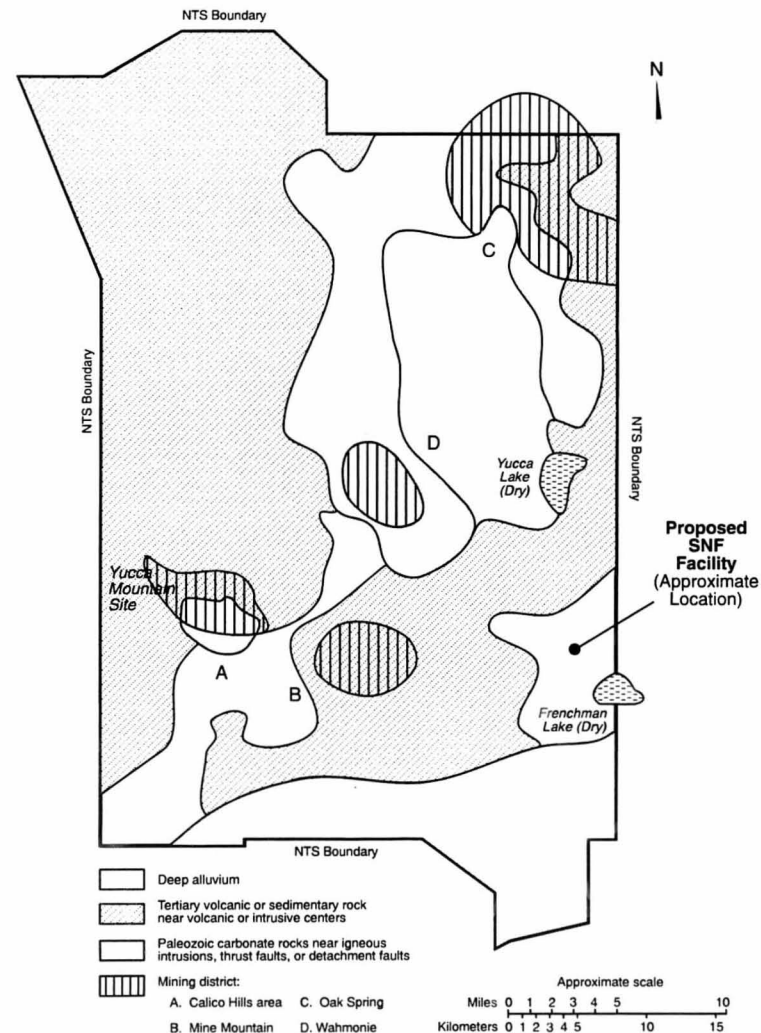 NTS Boundary
N
C
NTS Boundary
D
Yucca
Lake
(Dry)
NTS Boundary
Proposed
SNF
Facility
(Approximate
Location)
Yucca
Mountain
Site
A
B
Frenchman
Lake (Dry)
NTS Boundary
Deep alluvium
Tertiary volcanic or sedimentary rock
near volcanic or intrusive centers
Paleozoic carbonate rocks near igneous
intrusions, thrust faults, or detachment faults
Mining district:
A. Calico Hills area C. Oak Spring
B. Mine Mountain D. Wahmonie
Approximate scale
Miles 0 1 2 3 4 5 10
Kilometers 0 1 2 3 4 5 10 15